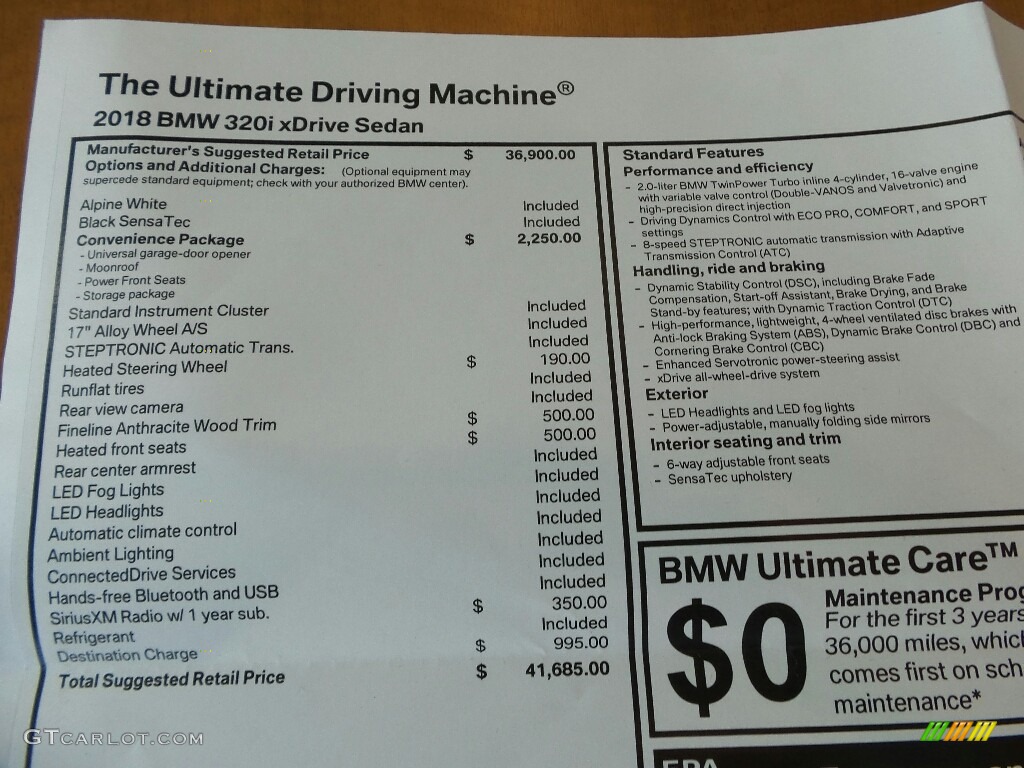 The Ultimate Driving Machine®
2018 BMW 320i xDrive Sedan
Manufacturer's Suggested Retail Price $ 36,900.00
Options and Additional Charges: (Optional equipment may
supercede standard equipment; check with your authorized BMW center).
Alpine White Included
Black SensaTec Included
Convenience Package $ 2,250.00
- Universal garage-door opener
- Moonroof
- Power Front Seats
- Storage package
Standard Instrument Cluster Included
17" Alloy Wheel A/S Included
STEPTRONIC Automatic Trans. Included
Heated Steering Wheel $ 190.00
Runflat tires Included
Rear view camera Included
Fineline Anthracite Wood Trim $ 500.00
Heated front seats $ 500.00
Rear center armrest Included
LED Fog Lights Included
LED Headlights Included
Automatic climate control Included
Ambient Lighting Included
ConnectedDrive Services Included
Hands-free Bluetooth and USB Included
SiriusXM Radio w/ 1 year sub. $ 350.00
Refrigerant Included
Destination Charge $ 995.00
Total Suggested Retail Price $ 41,685.00
Standard Features
Performance and efficiency
- 2.0-liter BMW TwinPower Turbo inline 4-cylinder, 16-valve engine
with variable valve control (Double-VANOS and Valvetronic) and
high-precision direct injection
- Driving Dynamics Control with ECO PRO, COMFORT, and SPORT
settings
- 8-speed STEPTRONIC automatic transmission with Adaptive
Transmission Control (ATC)
Handling, ride and braking
- Dynamic Stability Control (DSC), including Brake Fade
Compensation, Start-off Assistant, Brake Drying, and Brake
Stand-by features; with Dynamic Traction Control (DTC)
- High-performance, lightweight, 4-wheel ventilated disc brakes with
Anti-lock Braking System (ABS), Dynamic Brake Control (DBC) and
Cornering Brake Control (CBC)
- Enhanced Servotronic power-steering assist
- xDrive all-wheel-drive system
Exterior
- LED Headlights and LED fog lights
- Power-adjustable, manually folding side mirrors
Interior seating and trim
- 6-way adjustable front seats
- SensaTec upholstery
BMW Ultimate Care™
$0
Maintenance Prog
For the first 3 years
36,000 miles, whic
comes first on sch
maintenance*
EPA
GTCARLOT.COM